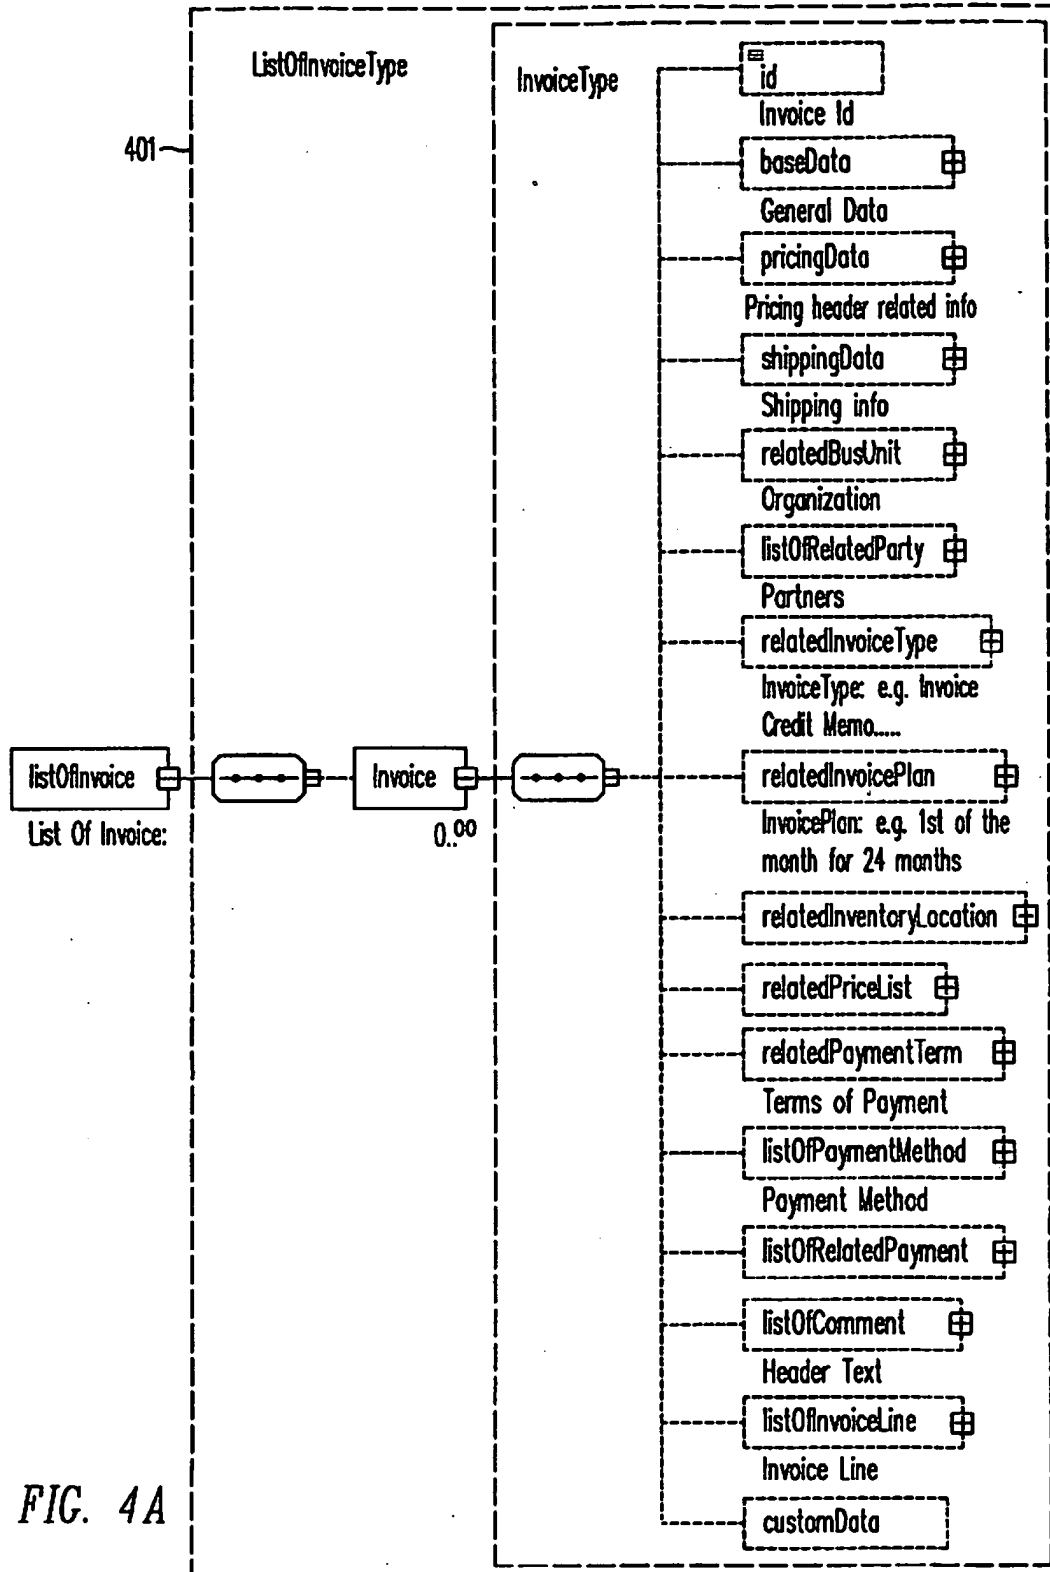 ListOfInvoiceType
InvoiceType
401
id
Invoice Id
baseData
General Data
pricingData
Pricing header related info
shippingData
Shipping info
relatedBusUnit
Organization
listOfRelatedParty
Partners
relatedInvoiceType
InvoiceType: e.g. Invoice
Credit Memo.....
listOfInvoice
List Of Invoice:
Invoice
0..∞
relatedInvoicePlan
InvoicePlan: e.g. 1st of the
month for 24 months
relatedInventoryLocation
relatedPriceList
relatedPaymentTerm
Terms of Payment
listOfPaymentMethod
Payment Method
listOfRelatedPayment
listOfComment
Header Text
listOfInvoiceLine
Invoice Line
customData
FIG. 4A